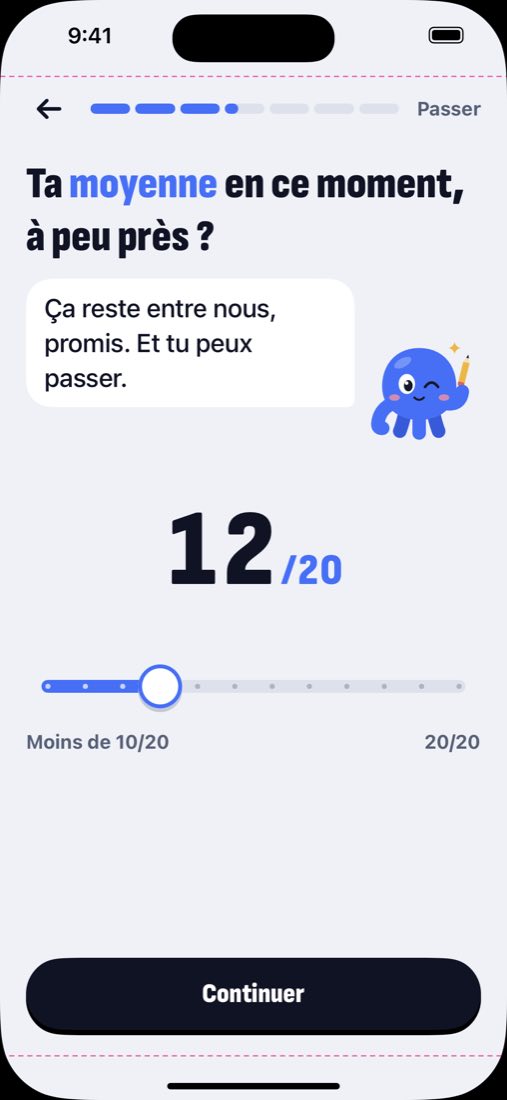 9:41
Passer
Ta moyenne en ce moment,
à peu près ?
Ça reste entre nous,
promis. Et tu peux
passer.
12/20
Moins de 10/20
20/20
Continuer